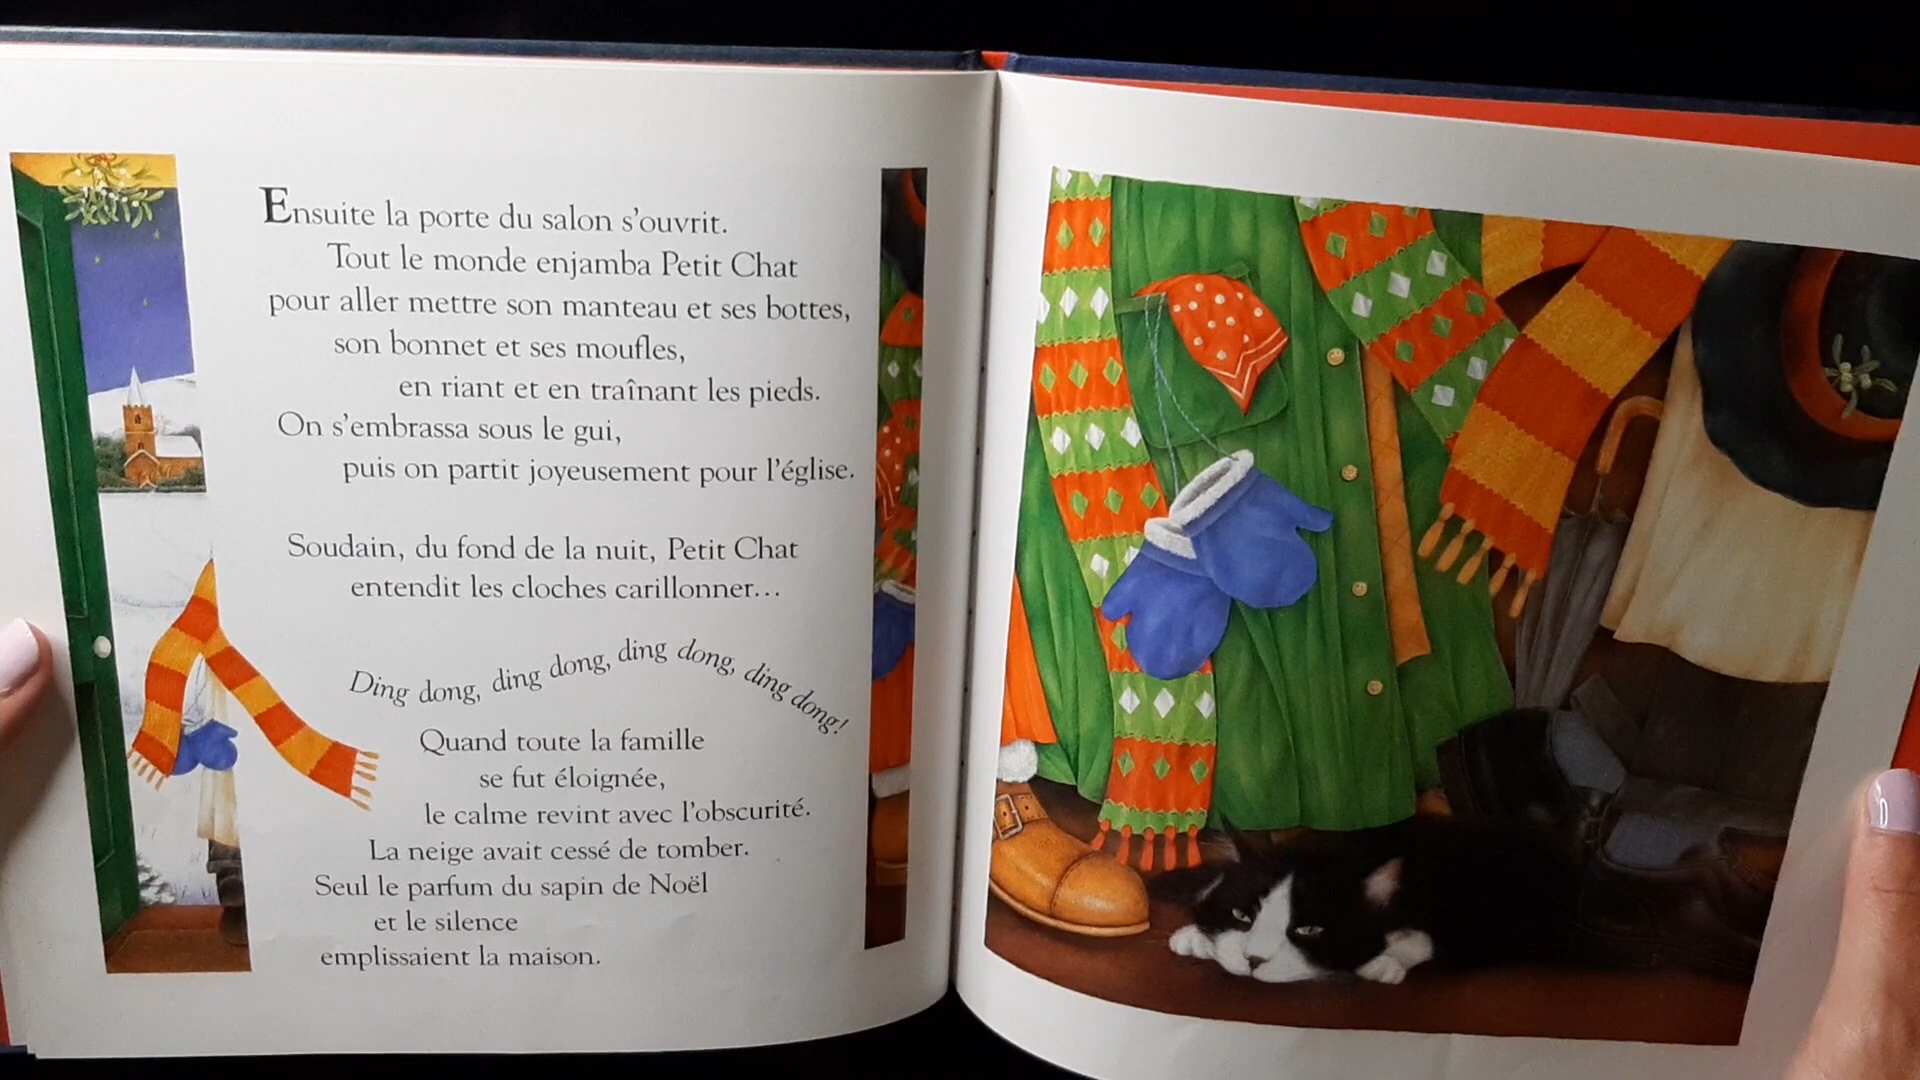 Ensuite la porte du salon s'ouvrit.
Tout le monde enjamba Petit Chat
pour aller mettre son manteau et ses bottes,
son bonnet et ses moufles,
en riant et en traînant les pieds.
On s'embrassa sous le gui,
puis on partit joyeusement pour l'église.
Soudain, du fond de la nuit, Petit Chat
entendit les cloches carillonner...
Ding dong, ding dong, ding dong, ding dong!
Quand toute la famille
se fut éloignée,
le calme revint avec l'obscurité.
La neige avait cessé de tomber.
Seul le parfum du sapin de Noël
et le silence
emplissaient la maison.